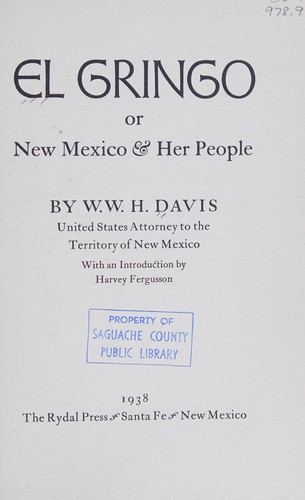 978.9
EL GRINGO
or
New Mexico & Her People
BY W. W. H. DAVIS
United States Attorney to the
Territory of New Mexico
With an Introduction by
Harvey Fergusson
PROPERTY OF
SAGUACHE COUNTY
PUBLIC LIBRARY
1938
The Rydal Press Santa Fe New Mexico